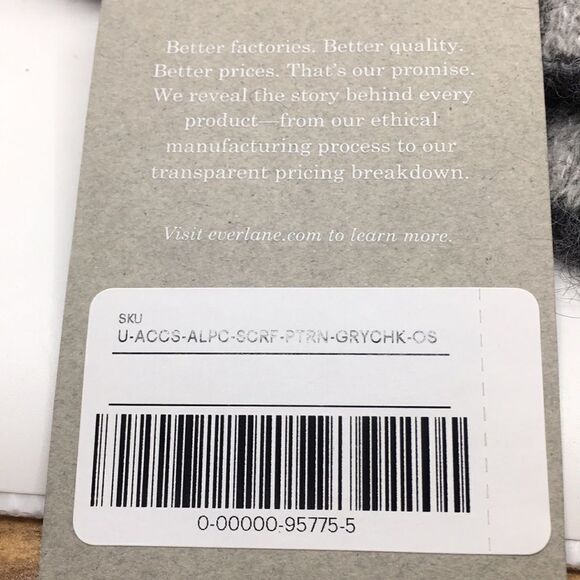 Better factories. Better quality.
Better prices. That's our promise.
We reveal the story behind every
product—from our ethical
manufacturing process to our
transparent pricing breakdown.
Visit everlane.com to learn more.
SKU
U-ACCS-ALPC-SCRF-PTRN-GRYCHK-OS
0-00000-95775-5